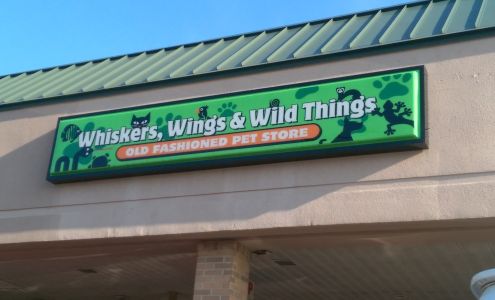 Whiskers, Wings & Wild Things
OLD FASHIONED PET STORE